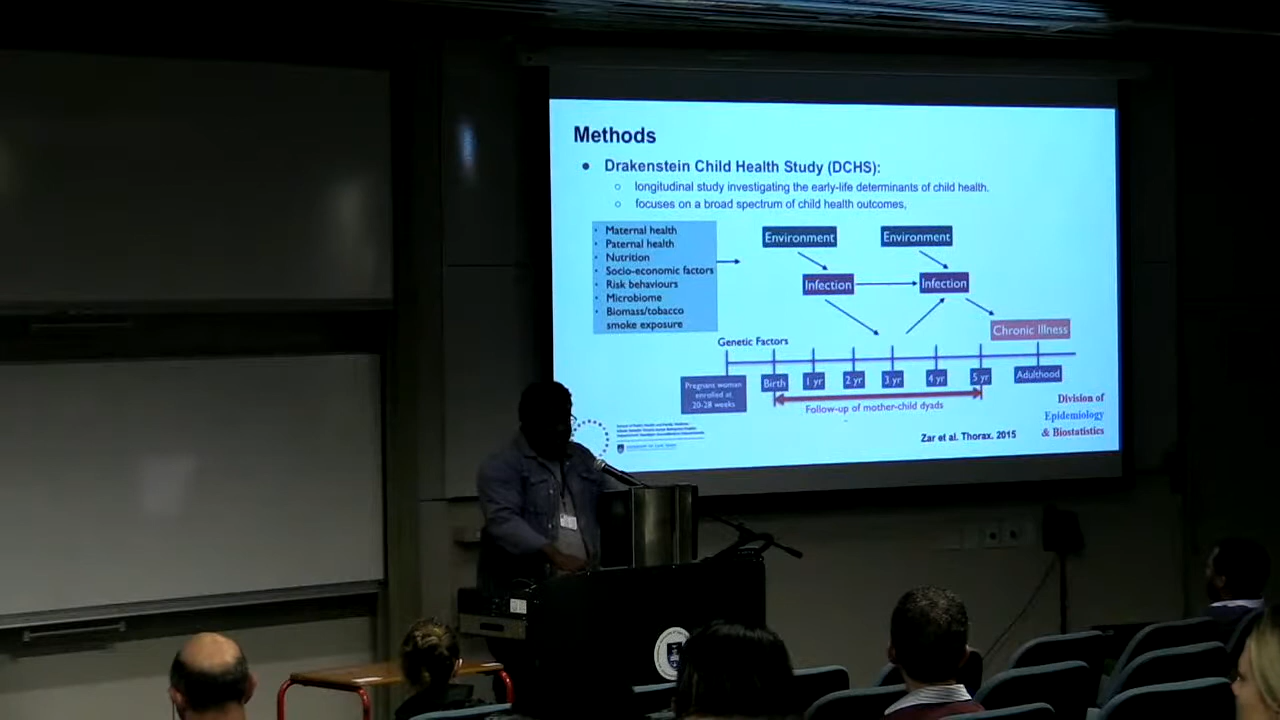 Methods
● Drakenstein Child Health Study (DCHS):
○ longitudinal study investigating the early-life determinants of child health.
○ focuses on a broad spectrum of child health outcomes,
• Maternal health
• Paternal health
• Nutrition
• Socio-economic factors
• Risk behaviours
• Microbiome
• Biomass/tobacco
smoke exposure
Environment
Environment
Infection
Infection
Chronic Illness
Genetic Factors
Pregnant woman
enrolled at
20-28 weeks
Birth
1 yr
2 yr
3 yr
4 yr
5 yr
Adulthood
Follow-up of mother-child dyads
Division of
Epidemiology
& Biostatistics
Zar et al. Thorax. 2015